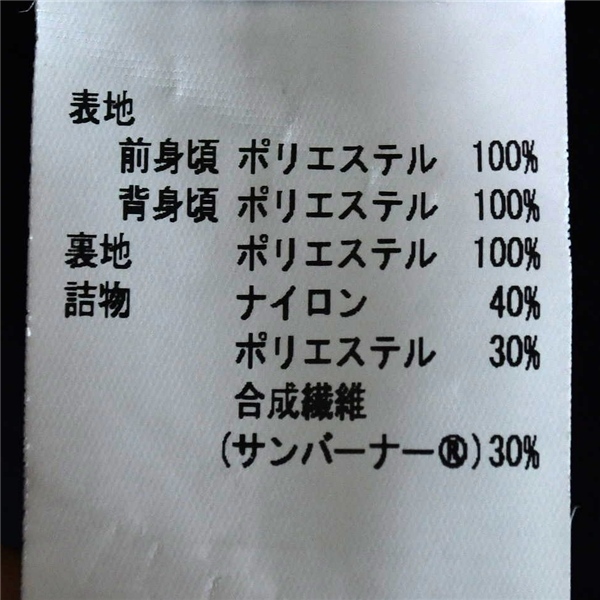 表地
前身頃 ポリエステル 100%
背身頃 ポリエステル 100%
裏地 ポリエステル 100%
詰物 ナイロン 40%
ポリエステル 30%
合成繊維
(サンバーナー®)30%